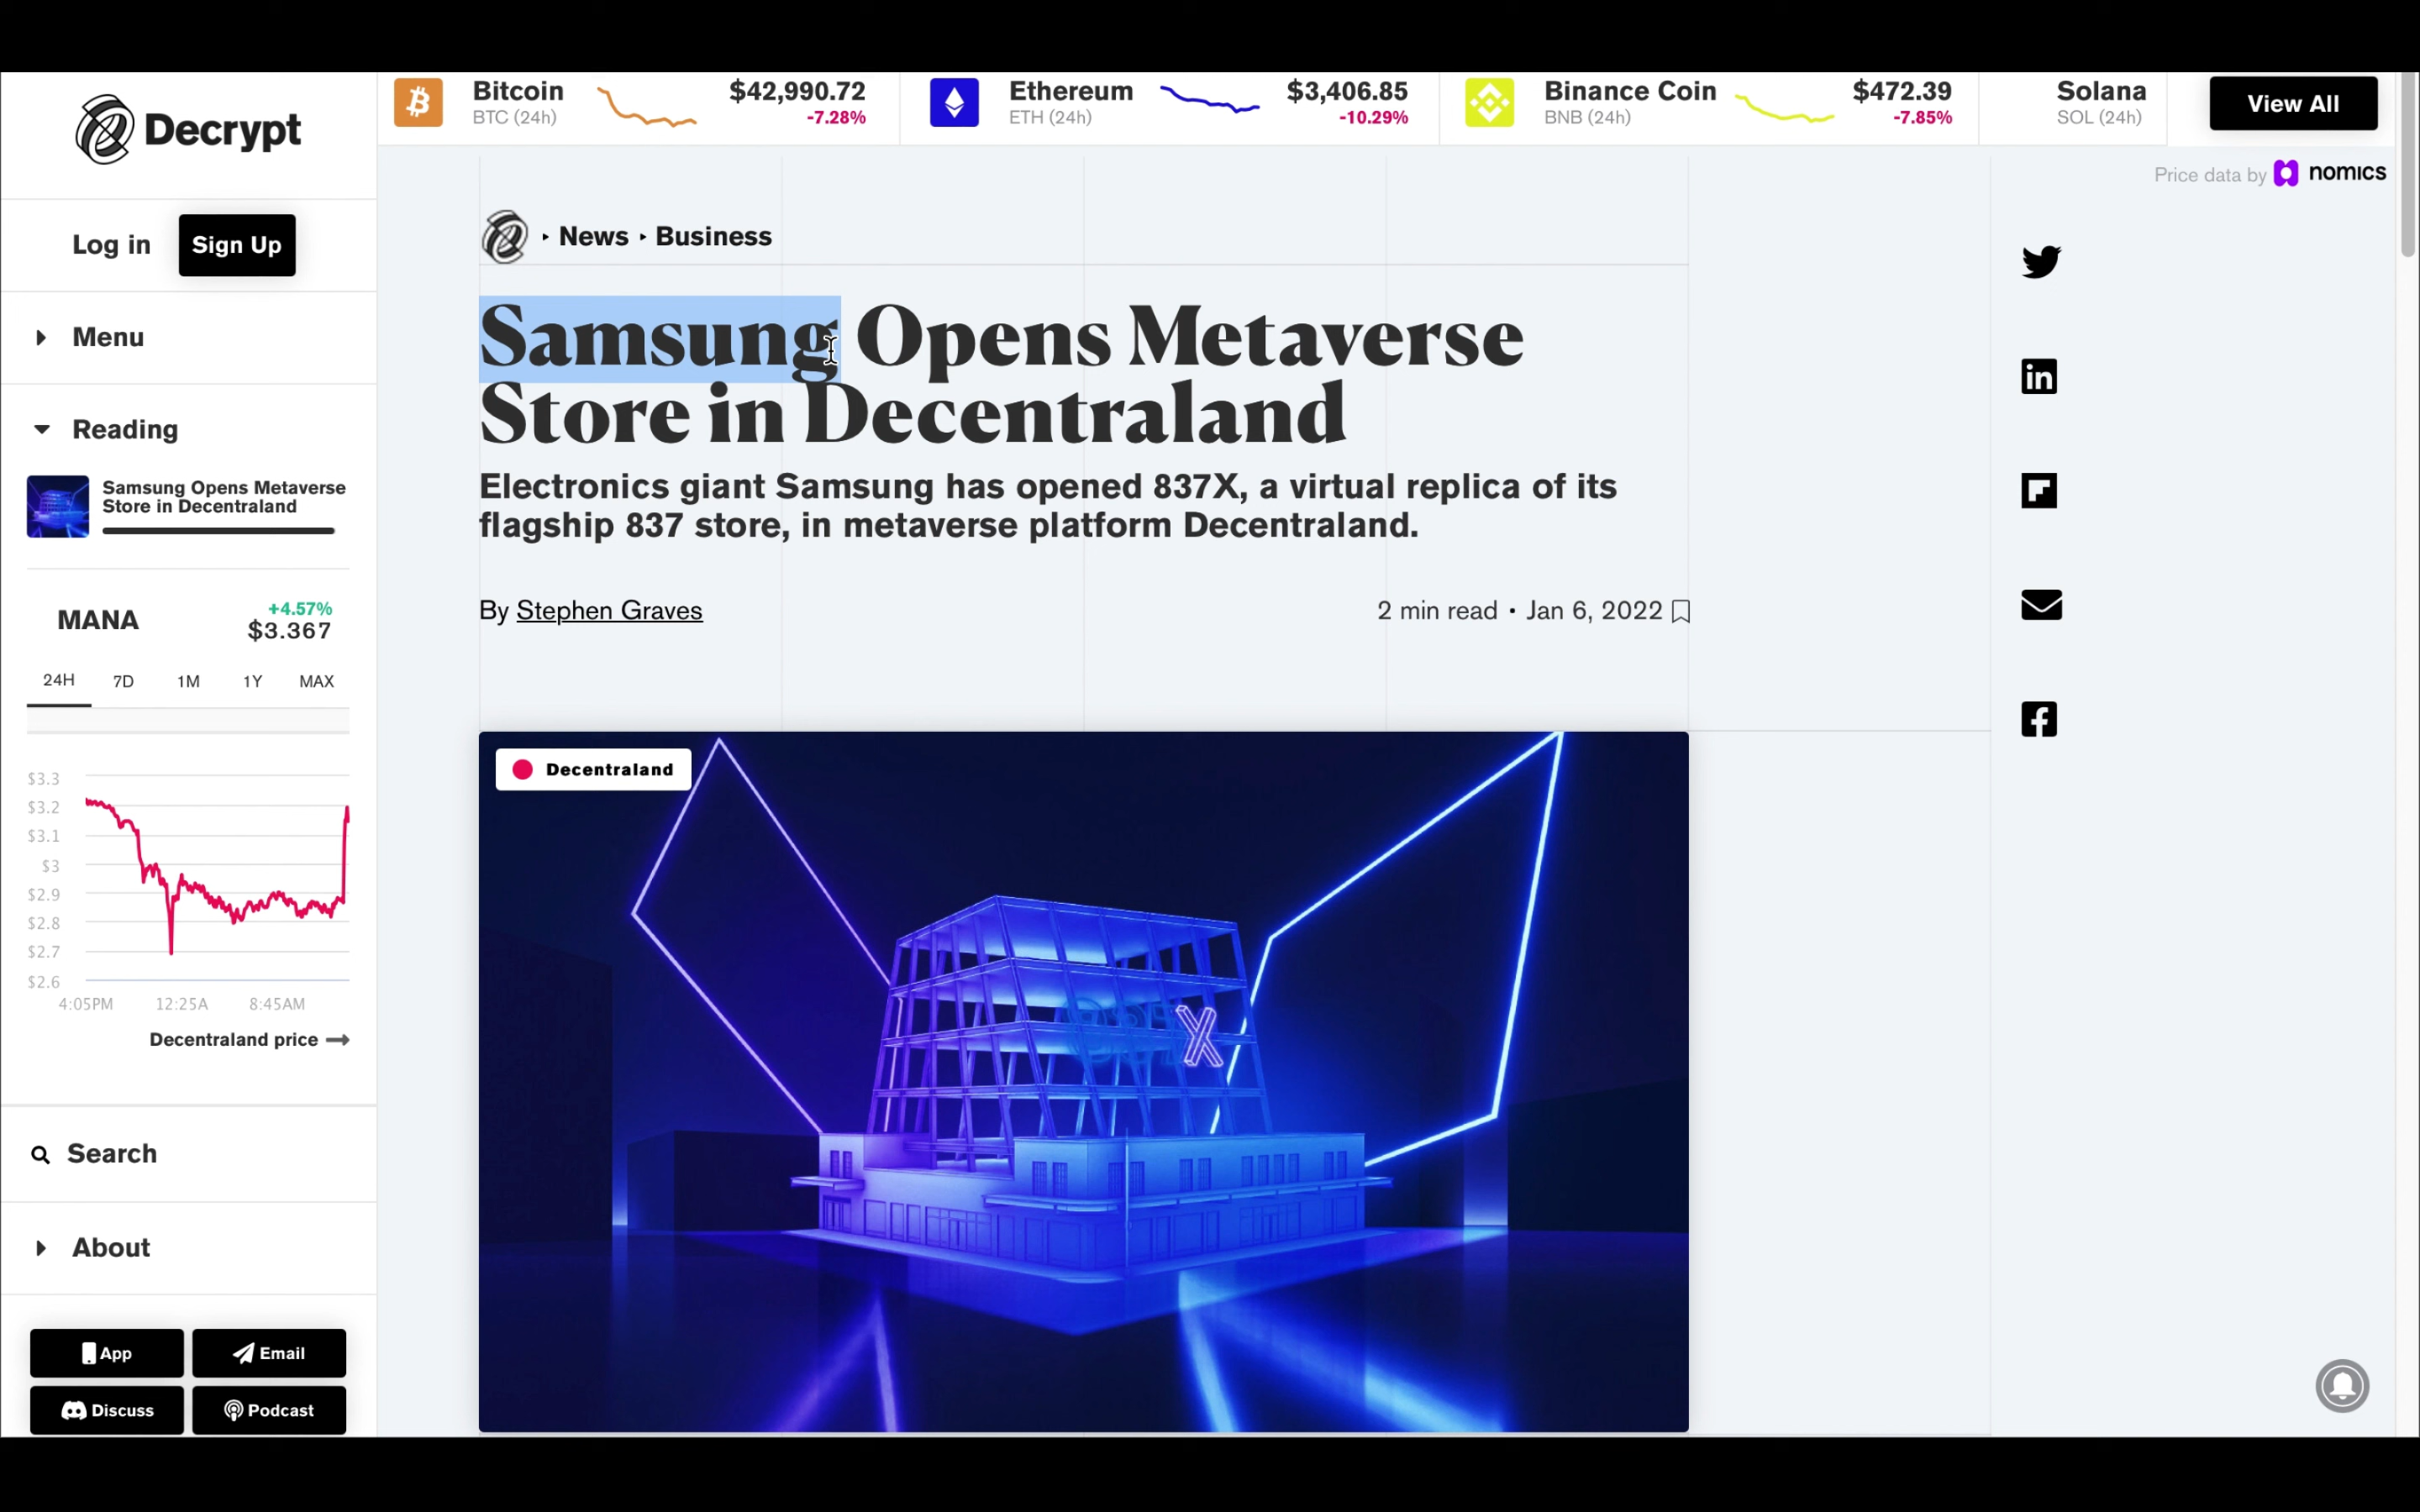 Decrypt
Log in
Sign Up
Menu
Reading
Samsung Opens Metaverse
Store in Decentraland
MANA
+4.57%
$3.367
24H 7D 1M 1Y MAX
$3.3
$3.2
$3.1
$3
$2.9
$2.8
$2.7
$2.6
4:05PM 12:25A 8:45AM
Decentraland price
Search
About
App
Email
Discuss
Podcast
Bitcoin
BTC (24h)
$42,990.72
-7.28%
Ethereum
ETH (24h)
$3,406.85
-10.29%
Binance Coin
BNB (24h)
$472.39
-7.85%
Solana
SOL (24h)
View All
Price data by nomics
News Business
Samsung Opens Metaverse
Store in Decentraland
Electronics giant Samsung has opened 837X, a virtual replica of its
flagship 837 store, in metaverse platform Decentraland.
By Stephen Graves
2 min read • Jan 6, 2022
Decentraland
X